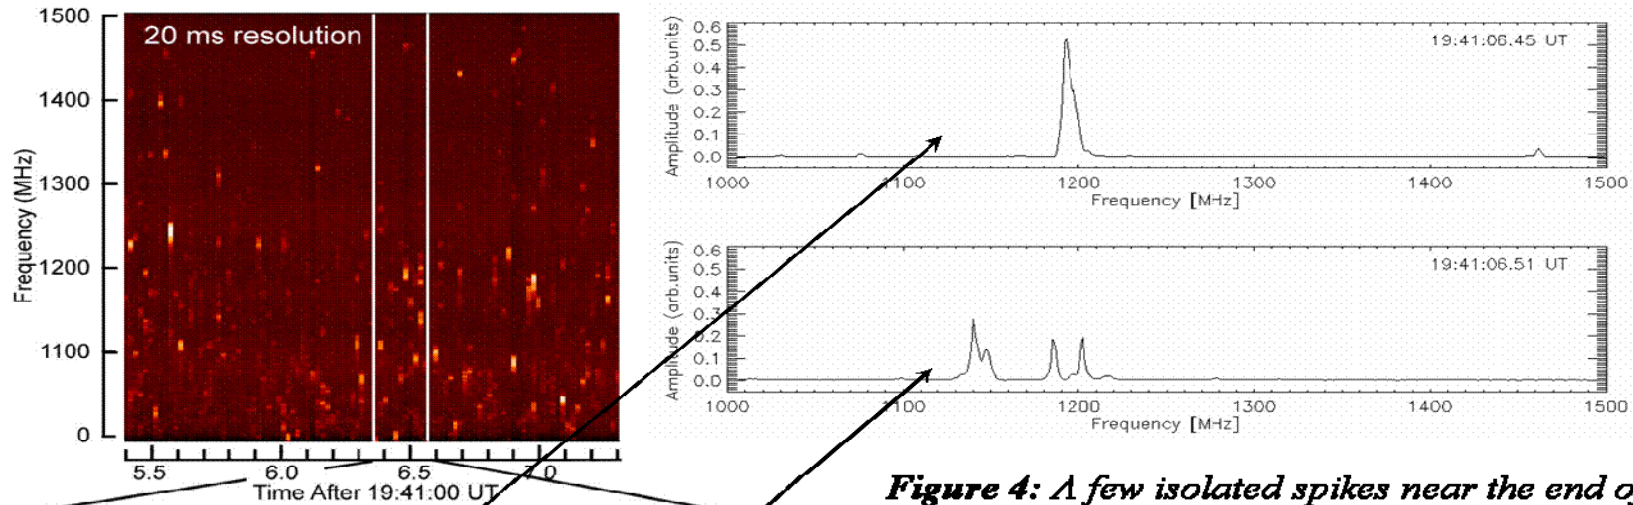 1500
1400
1300
1200
1100
0
Frequency (MHz)
20 ms resolution
5.5 6.0 6.5 7.0
Time After 19:41:00 UT
0.6
0.5
0.4
0.3
0.2
0.1
0.0
Amplitude (arb.units)
19:41:06.45 UT
1000 1100 1200 1300 1400 1500
Frequency [MHz]
0.6
0.5
0.4
0.3
0.2
0.1
0.0
Amplitude (arb.units)
19:41:06.51 UT
1000 1100 1200 1300 1400 1500
Frequency [MHz]
Figure 4: A few isolated spikes near the end of